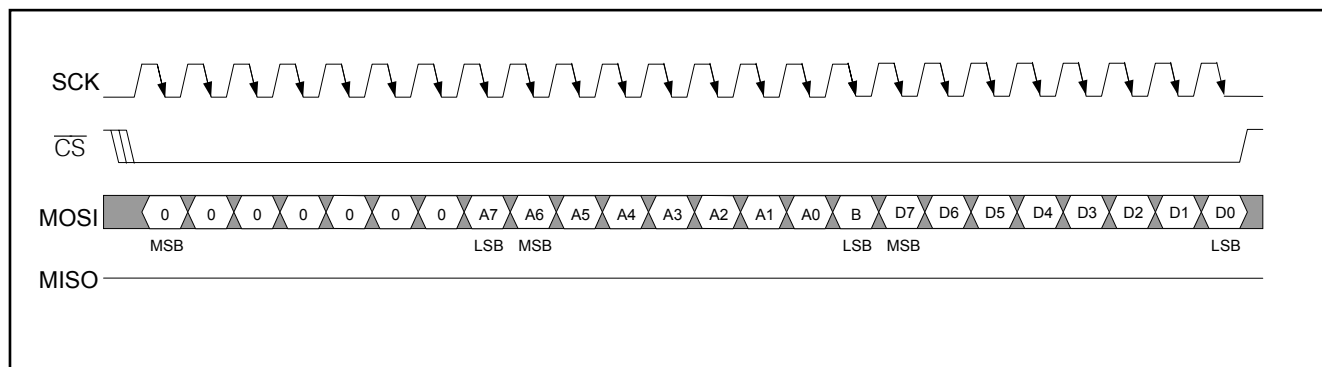 SCK
CS
MOSI 0 0 0 0 0 0 0 A7 A6 A5 A4 A3 A2 A1 A0 B D7 D6 D5 D4 D3 D2 D1 D0
MSB LSB MSB LSB MSB LSB
MISO